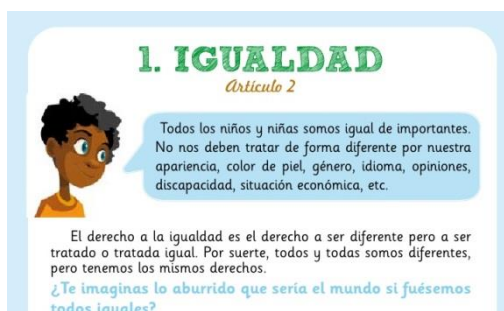 1. IGUALDAD
Artículo 2
Todos los niños y niñas somos igual de importantes.
No nos deben tratar de forma diferente por nuestra
apariencia, color de piel, género, idioma, opiniones,
discapacidad, situación económica, etc.
El derecho a la igualdad es el derecho a ser diferente pero a ser
tratado o tratada igual. Por suerte, todos y todas somos diferentes,
pero tenemos los mismos derechos.
¿Te imaginas lo aburrido que sería el mundo si fuésemos
todos iguales?